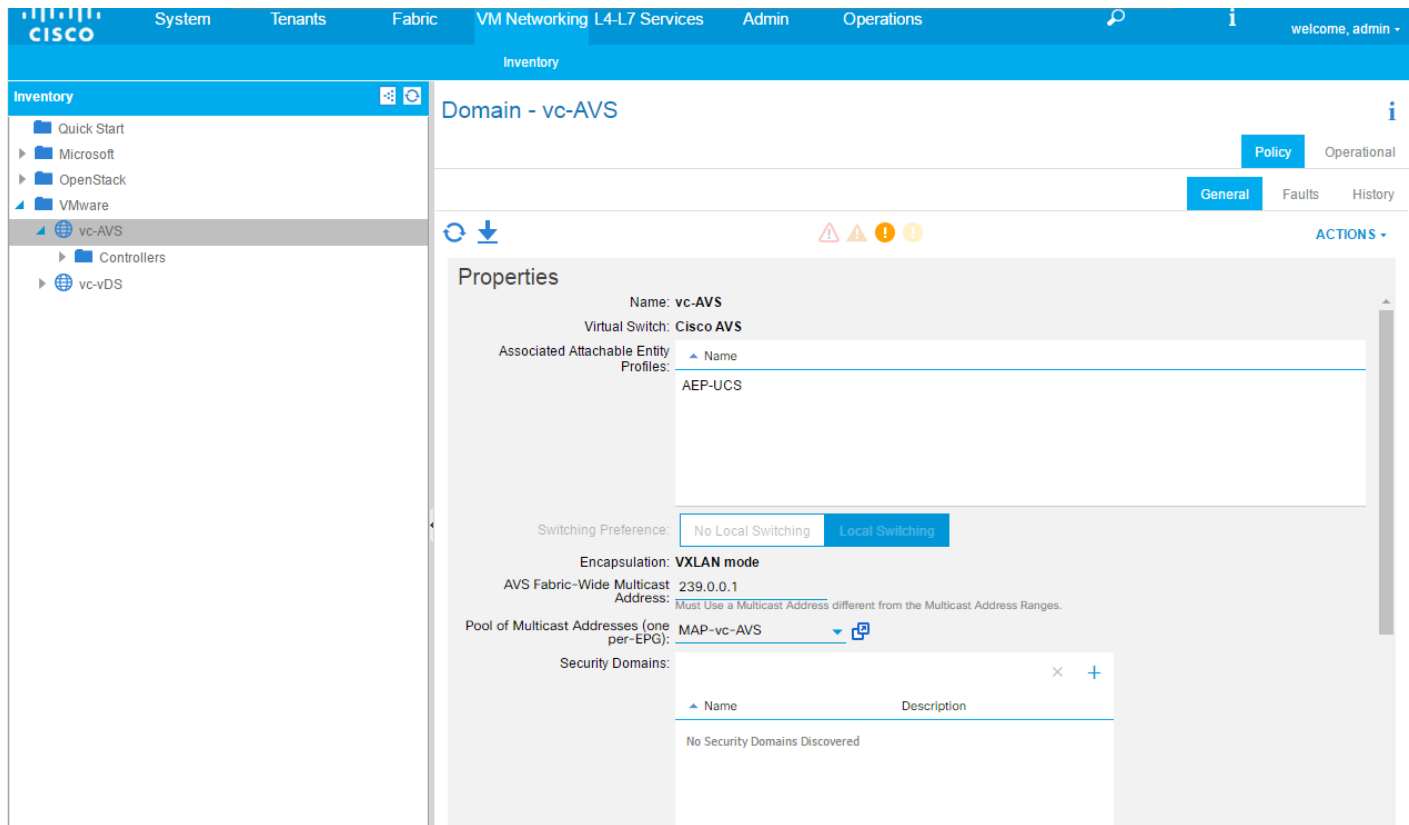 CISCO
System Tenants Fabric VM Networking L4-L7 Services Admin Operations i welcome, admin
Inventory
Inventory
Quick Start
Microsoft
OpenStack
VMware
vc-AVS
Controllers
vc-vDS
Domain - vc-AVS i
Policy Operational
General Faults History
ACTIONS
Properties
Name: vc-AVS
Virtual Switch: Cisco AVS
Associated Attachable Entity
Profiles:
Name
AEP-UCS
Switching Preference: No Local Switching Local Switching
Encapsulation: VXLAN mode
AVS Fabric-Wide Multicast
Address: 239.0.0.1
Must Use a Multicast Address different from the Multicast Address Ranges.
Pool of Multicast Addresses (one
per-EPG): MAP-vc-AVS
Security Domains:
Name Description
No Security Domains Discovered